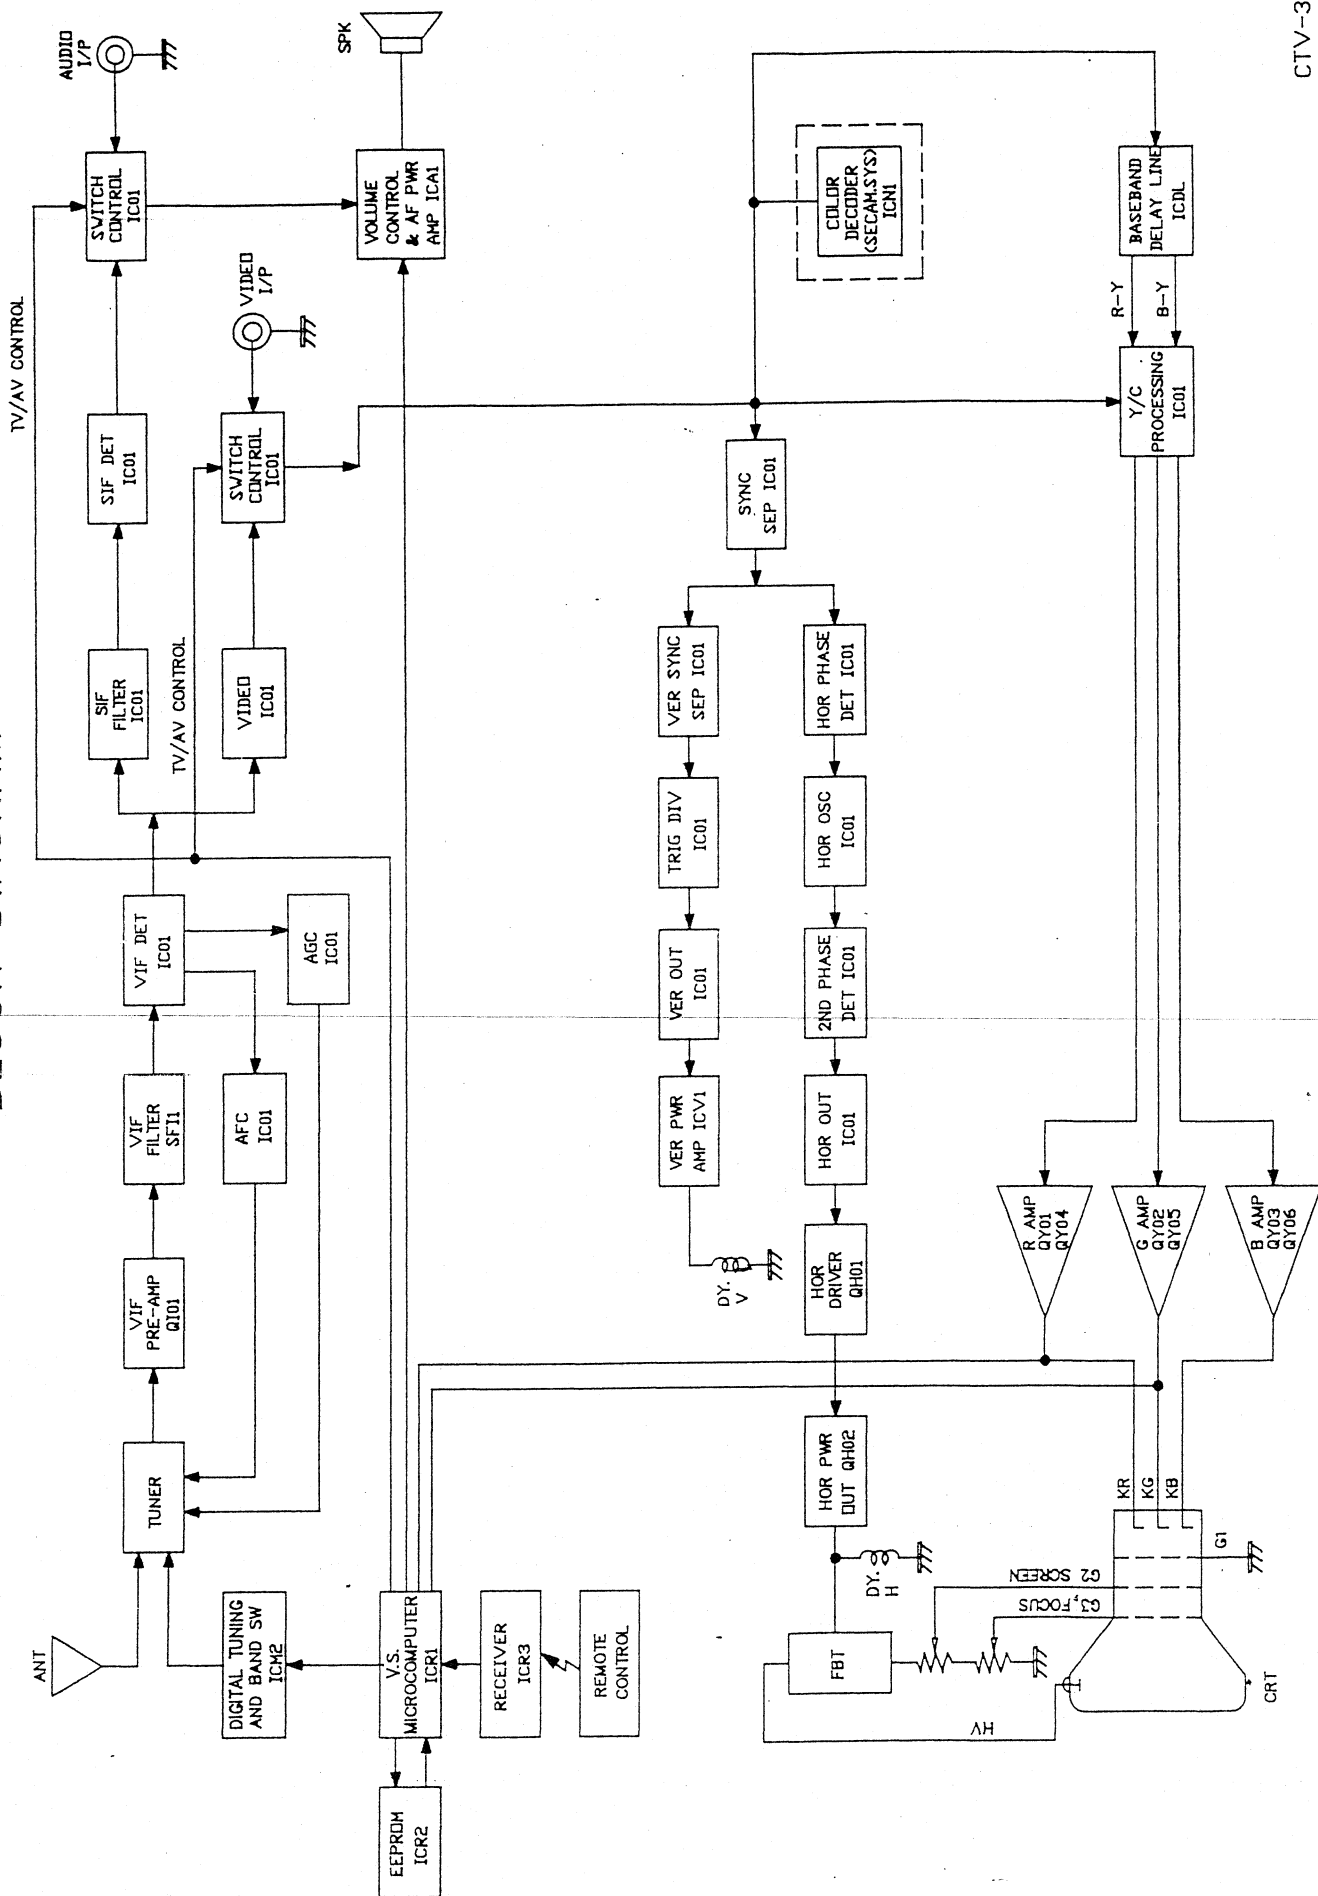 ANT
TUNER
VIF
PRE-AMP
QI01
VIF
FILTER
SFI1
VIF DET
IC01
AFC
IC01
AGC
IC01
SIF
FILTER
IC01
SIF DET
IC01
SWITCH
CONTROL
IC01
AUDIO
I/P
TV/AV CONTROL
TV/AV CONTROL
VIDEO
IC01
SWITCH
CONTROL
IC01
VIDEO
I/P
VOLUME
CONTROL
& AF PWR
AMP ICA1
SPK
DIGITAL TUNING
AND BAND SW
ICM2
EEPROM
ICR2
V.S.
MICROCOMPUTER
ICR1
RECEIVER
ICR3
REMOTE
CONTROL
DY.
V
VER PWR
AMP ICV1
VER OUT
IC01
TRIG DIV
IC01
VER SYNC
SEP IC01
SYNC
SEP IC01
COLOR
DECODER
(SECAM.SYS)
ICN1
HV
FBT
DY.
H
HOR PWR
OUT QH02
HOR
DRIVER
QH01
HOR OUT
IC01
2ND PHASE
DET IC01
HOR OSC
IC01
HOR PHASE
DET IC01
G3,FOCUS
G2 SCREEN
G1
CRT
KR
KG
KB
R AMP
QY01
QY04
G AMP
QY02
QY05
B AMP
QY03
QY06
Y/C
PROCESSING
IC01
R-Y
B-Y
BASEBAND
DELAY LINE
ICDL
CTV-3